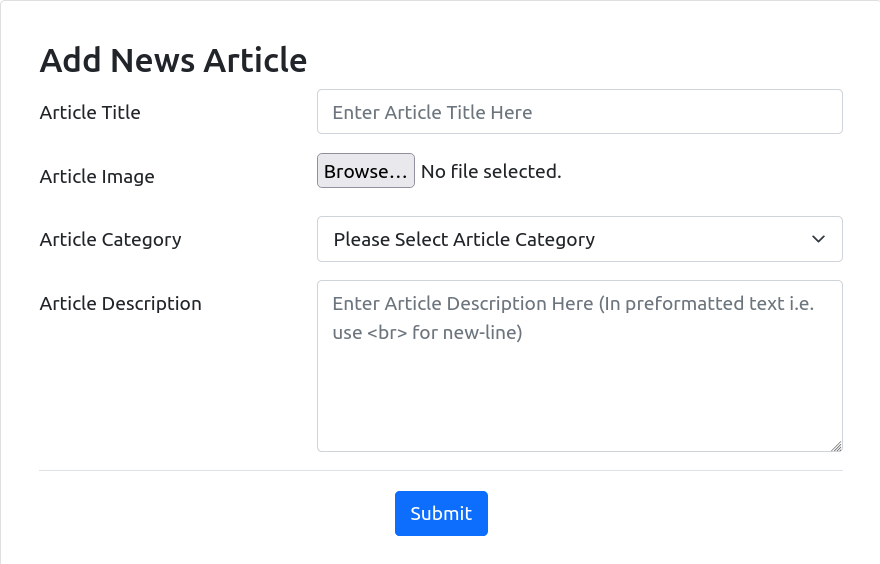 Add News Article
Article Title
Enter Article Title Here
Article Image
Browse... No file selected.
Article Category
Please Select Article Category
Article Description
Enter Article Description Here (In preformatted text i.e.
use <br> for new-line)
Submit